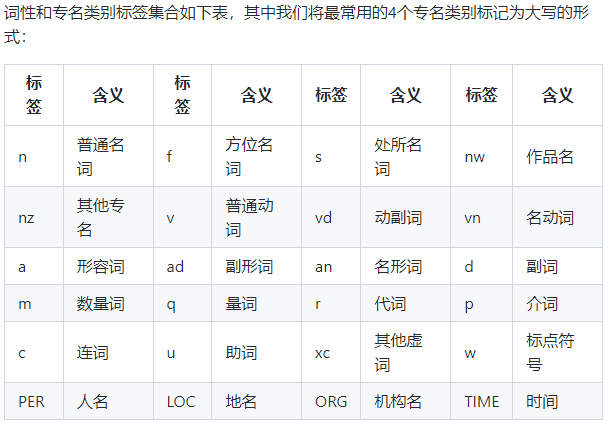 词性和专名类别标签集合如下表，其中我们将最常用的4个专名类别标记为大写的形
式：
标签 含义 标签 含义 标签 含义 标签 含义
n 普通名词 f 方位名词 s 处所名词 nw 作品名
nz 其他专名 v 普通动词 vd 动副词 vn 名动词
a 形容词 ad 副形词 an 名形词 d 副词
m 数量词 q 量词 r 代词 p 介词
c 连词 u 助词 xc 其他虚词 w 标点符号
PER 人名 LOC 地名 ORG 机构名 TIME 时间